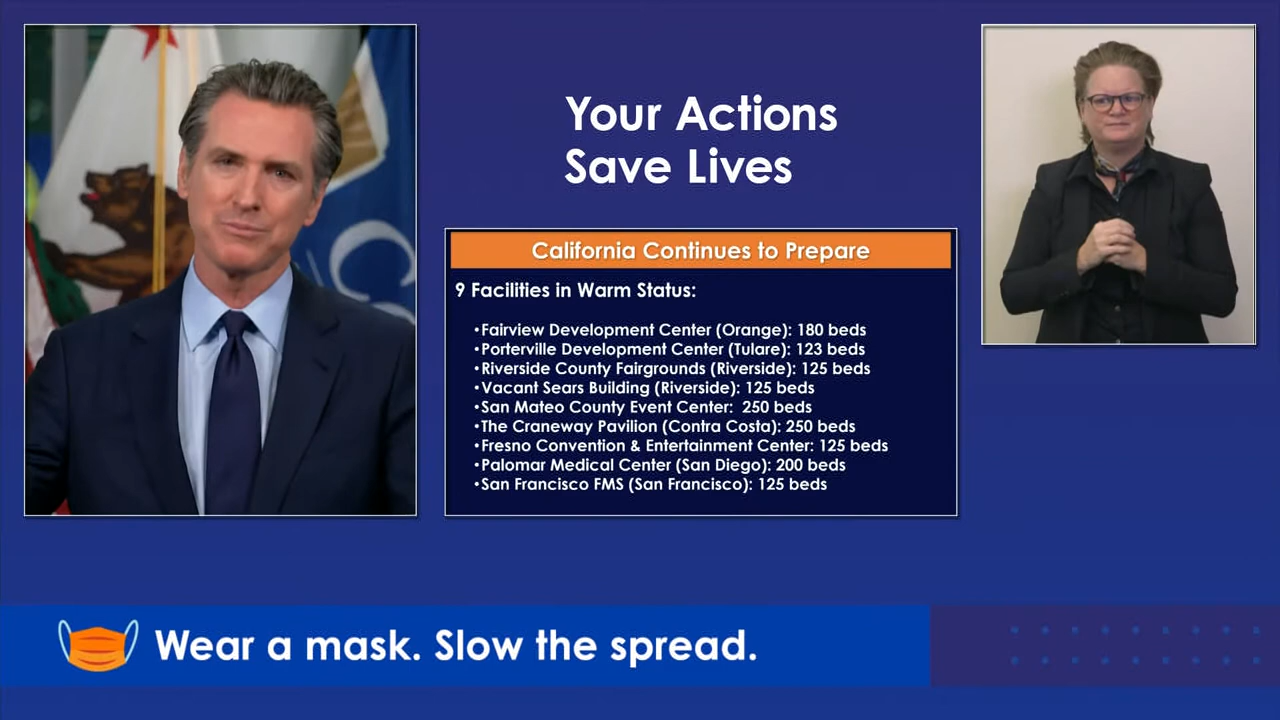 Your Actions
Save Lives
California Continues to Prepare
9 Facilities in Warm Status:
•Fairview Development Center (Orange): 180 beds
•Porterville Development Center (Tulare): 123 beds
•Riverside County Fairgrounds (Riverside): 125 beds
•Vacant Sears Building (Riverside): 125 beds
•San Mateo County Event Center:  250 beds
•The Craneway Pavilion (Contra Costa): 250 beds
•Fresno Convention & Entertainment Center: 125 beds
•Palomar Medical Center (San Diego): 200 beds
•San Francisco FMS (San Francisco): 125 beds
Wear a mask. Slow the spread.